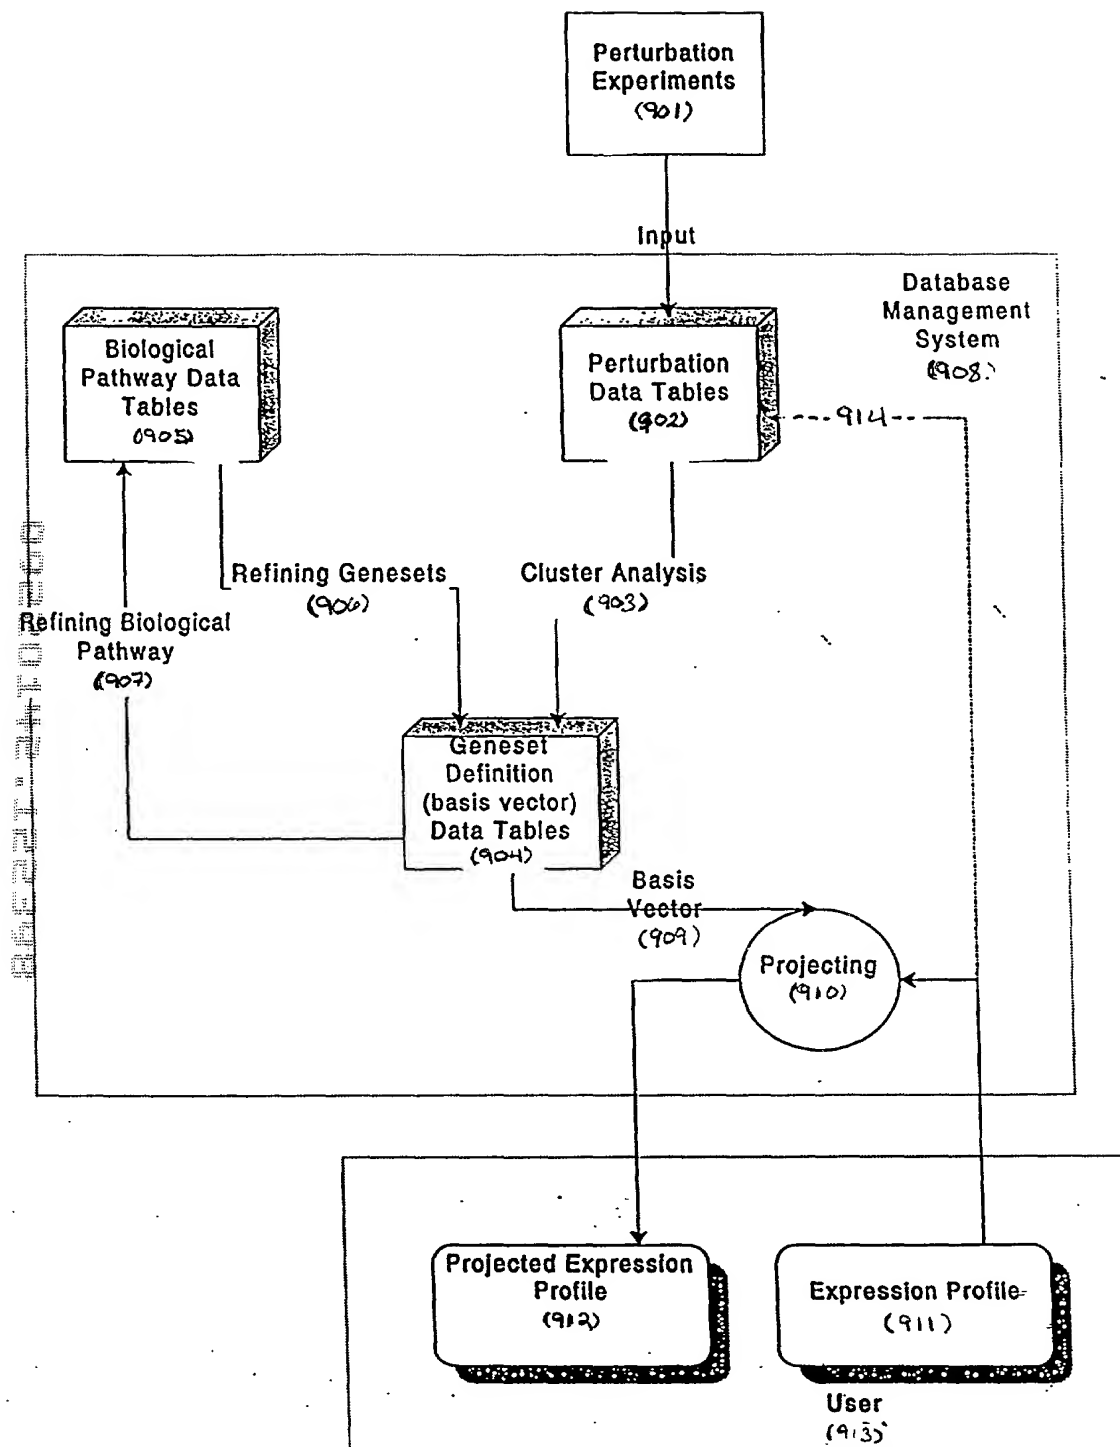 Perturbation
Experiments
(901)
Input
Database
Management
System
(908)
Biological
Pathway Data
Tables
(905)
Perturbation
Data Tables
(902)
914
Refining Genesets
(906)
Cluster Analysis
(903)
Refining Biological
Pathway
(907)
Geneset
Definition
(basis vector)
Data Tables
(904)
Basis
Vector
(909)
Projecting
(910)
Projected Expression
Profile
(912)
Expression Profile
(911)
User
(913)